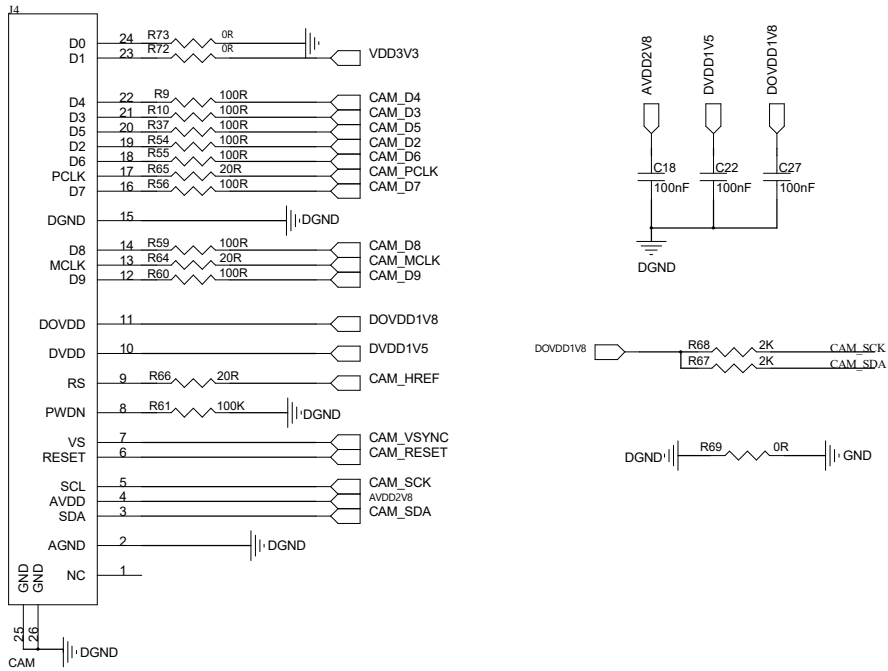 J4
D0 24 R73 0R
D1 23 R72 0R VDD3V3
D4 22 R9 100R CAM_D4
D3 21 R10 100R CAM_D3
D5 20 R37 100R CAM_D5
D2 19 R54 100R CAM_D2
D6 18 R55 100R CAM_D6
PCLK 17 R65 20R CAM_PCLK
D7 16 R56 100R CAM_D7
DGND 15 DGND
D8 14 R59 100R CAM_D8
MCLK 13 R64 20R CAM_MCLK
D9 12 R60 100R CAM_D9
DOVDD 11 DOVDD1V8
DVDD 10 DVDD1V5
RS 9 R66 20R CAM_HREF
PWDN 8 R61 100K DGND
VS 7 CAM_VSYNC
RESET 6 CAM_RESET
SCL 5 CAM_SCK
AVDD 4 AVDD2V8
SDA 3 CAM_SDA
AGND 2 DGND
NC 1
GND
GND
25
26
DGND
CAM
AVDD2V8
DVDD1V5
DOVDD1V8
C18 C22 C27
100nF 100nF 100nF
DGND
DOVDD1V8 R68 2K CAM_SCK
R67 2K CAM_SDA
DGND R69 0R GND